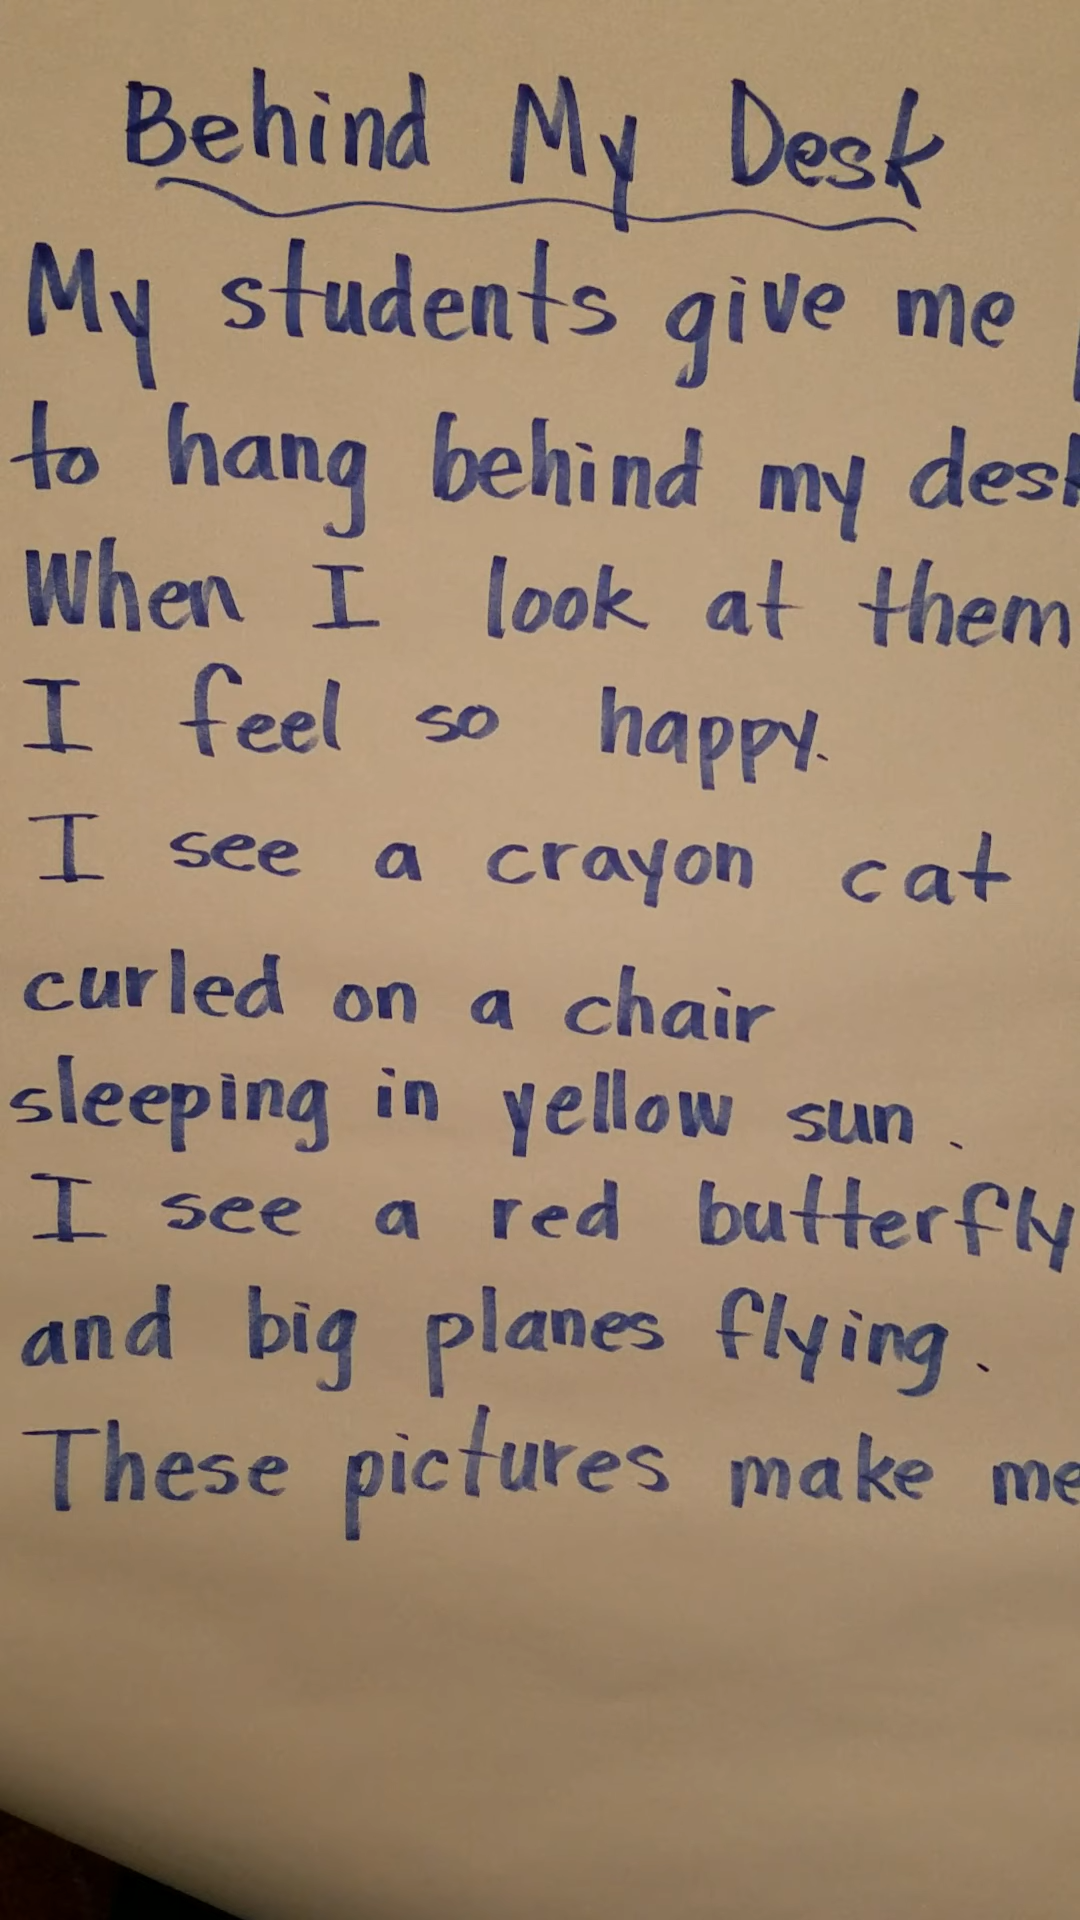 Behind My Desk
My students give me
to hang behind my desk
When I look at them
I feel so happy.
I see a crayon cat
curled on a chair
sleeping in yellow sun.
I see a red butterfly
and big planes flying.
These pictures make me